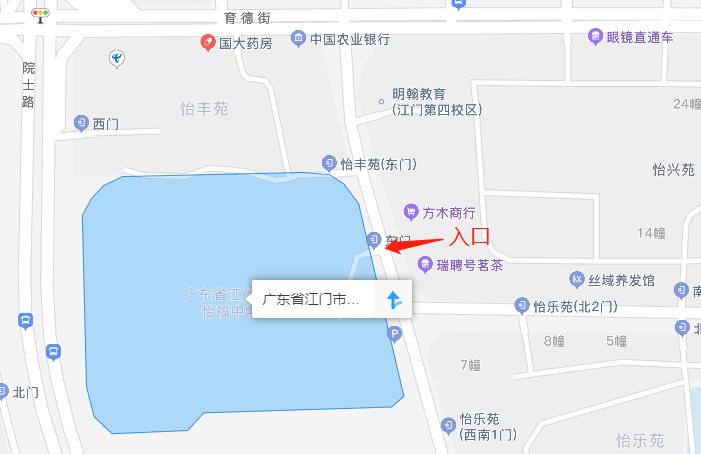 育德街
国大药房
中国农业银行
眼镜直通车
院士路
明翰教育
(江门第四校区)
24幢
怡丰苑
西门
怡丰苑(东门)
怡兴苑
方木商行
入口
东门
14幢
瑞聘号茗茶
丝域养发馆
广东省江门市…
怡福中学
怡乐苑(北2门)
8幢
5幢
7幢
北门
怡乐苑
(西南1门)
怡乐苑
P